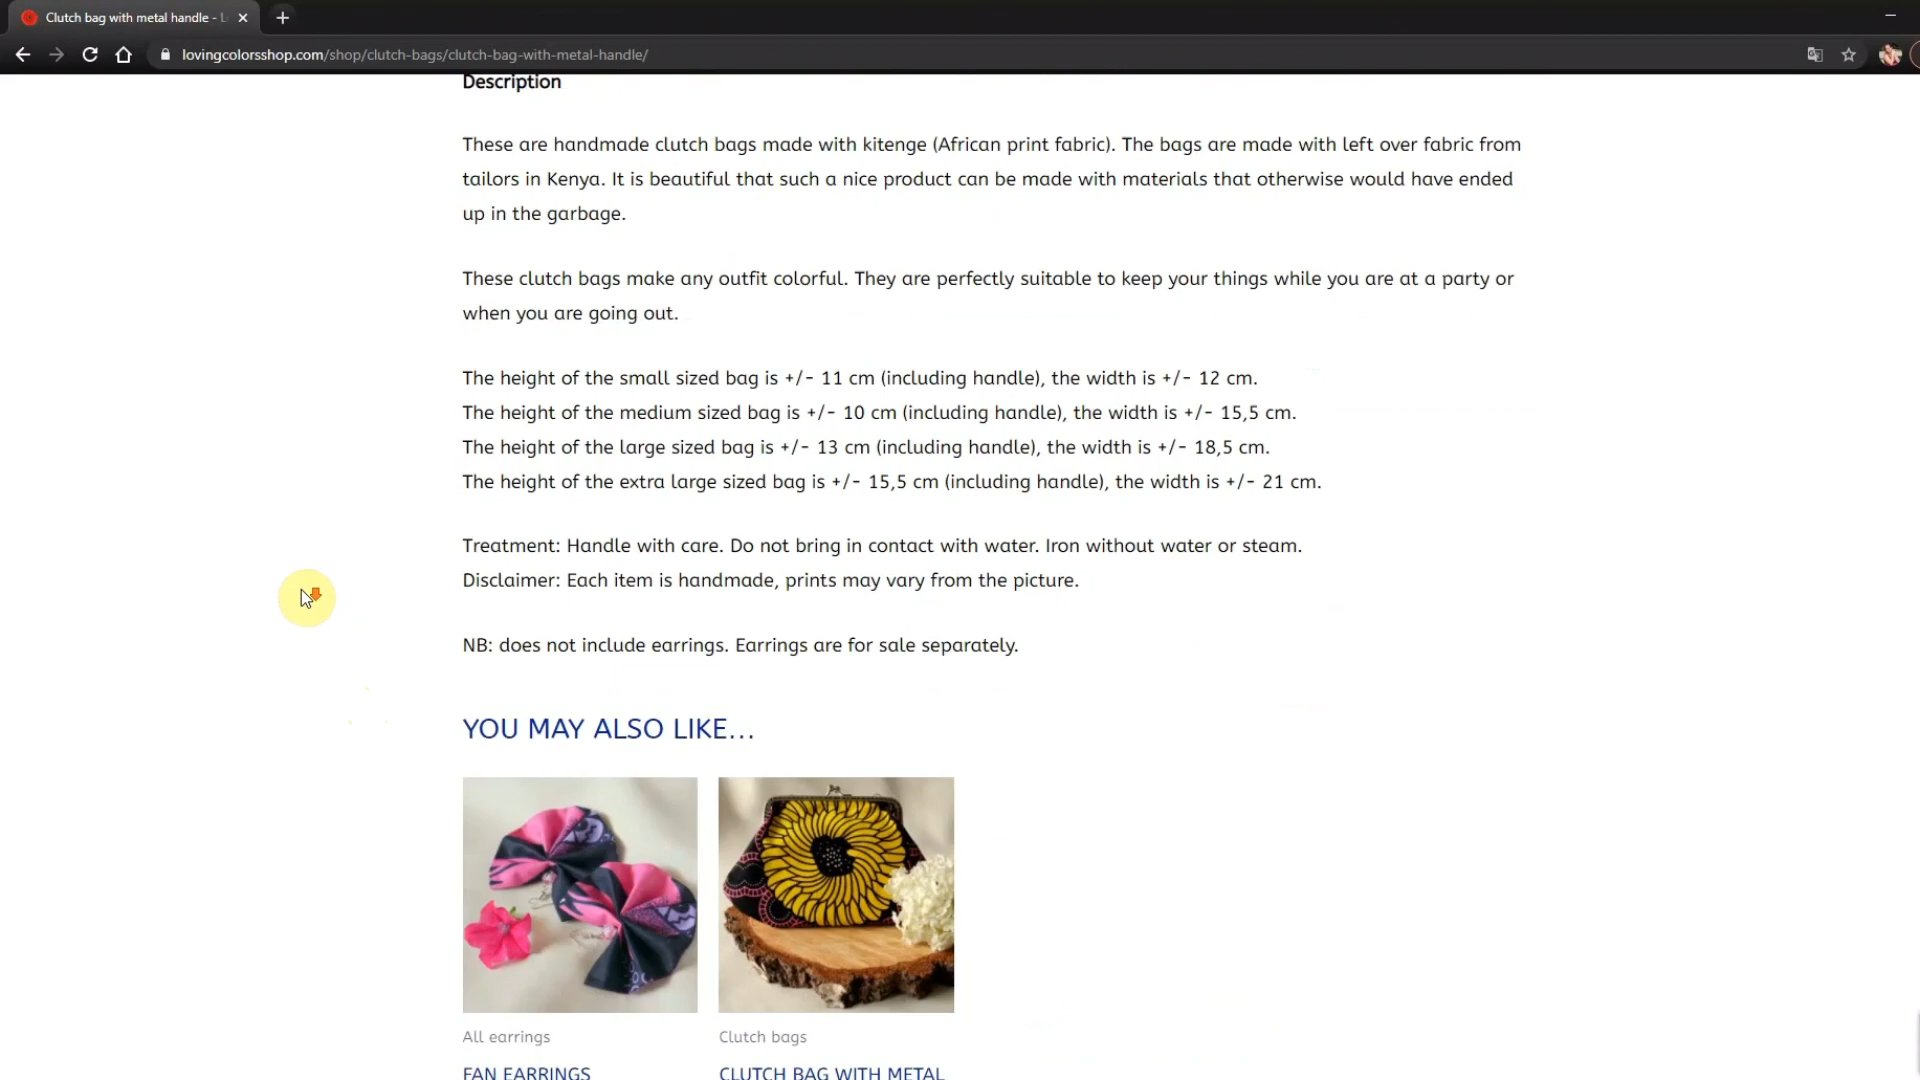 Clutch bag with metal handle - L
lovingcolorsshop.com/shop/clutch-bags/clutch-bag-with-metal-handle/
Description
These are handmade clutch bags made with kitenge (African print fabric). The bags are made with left over fabric from
tailors in Kenya. It is beautiful that such a nice product can be made with materials that otherwise would have ended
up in the garbage.
These clutch bags make any outfit colorful. They are perfectly suitable to keep your things while you are at a party or
when you are going out.
The height of the small sized bag is +/- 11 cm (including handle), the width is +/- 12 cm.
The height of the medium sized bag is +/- 10 cm (including handle), the width is +/- 15,5 cm.
The height of the large sized bag is +/- 13 cm (including handle), the width is +/- 18,5 cm.
The height of the extra large sized bag is +/- 15,5 cm (including handle), the width is +/- 21 cm.
Treatment: Handle with care. Do not bring in contact with water. Iron without water or steam.
Disclaimer: Each item is handmade, prints may vary from the picture.
NB: does not include earrings. Earrings are for sale separately.
YOU MAY ALSO LIKE…
All earrings
Clutch bags
FAN EARRINGS
CLUTCH BAG WITH METAL